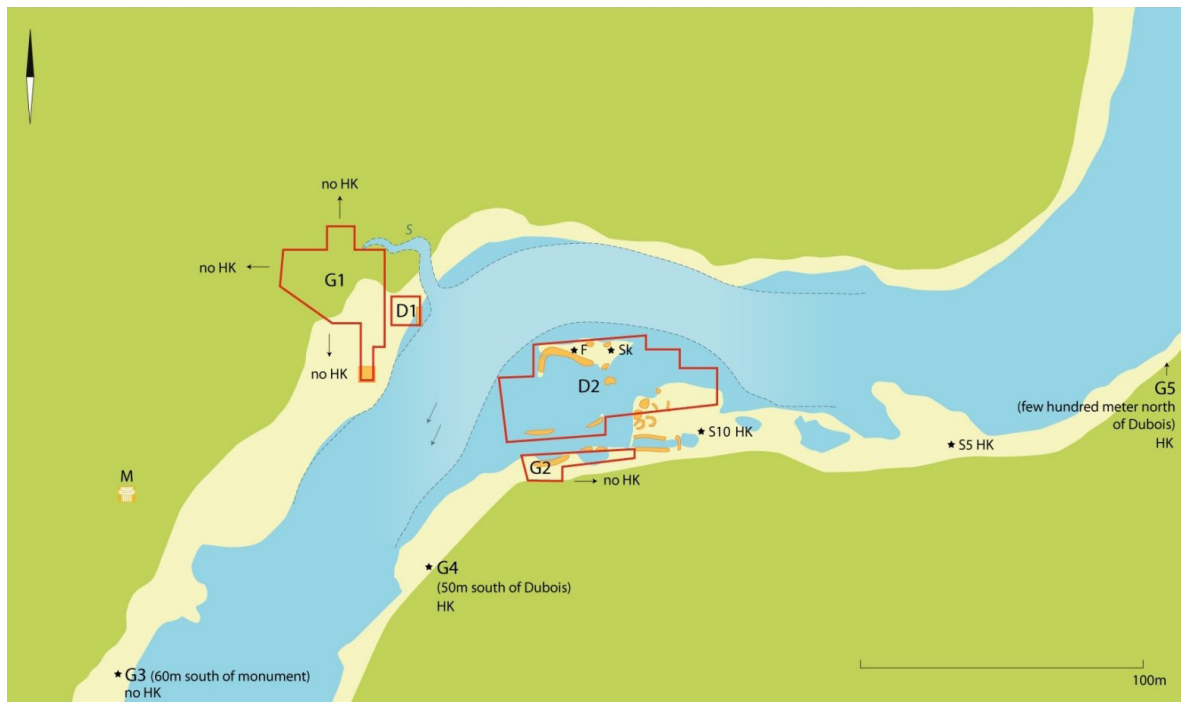 no HK
S
no HK
G1
D1
no HK
F
Sk
D2
G5
(few hundred meter north
of Dubois)
HK
S10 HK
S5 HK
G2
no HK
M
G4
(50m south of Dubois)
HK
G3 (60m south of monument)
no HK
100m